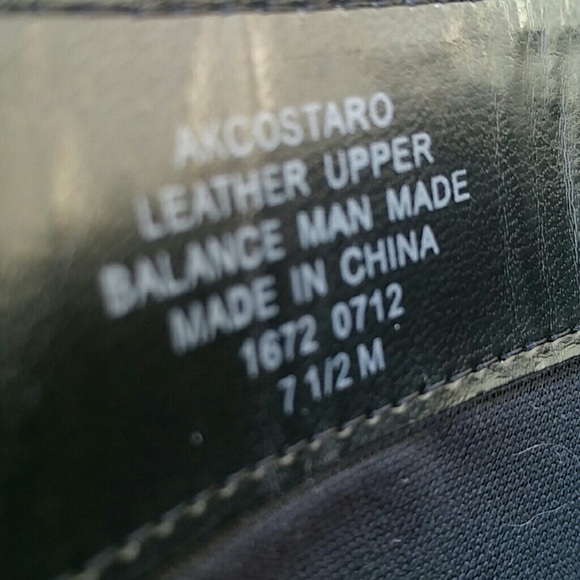 AKCOSTARO
LEATHER UPPER
BALANCE MAN MADE
MADE IN CHINA
1672 0712
7 1/2 M